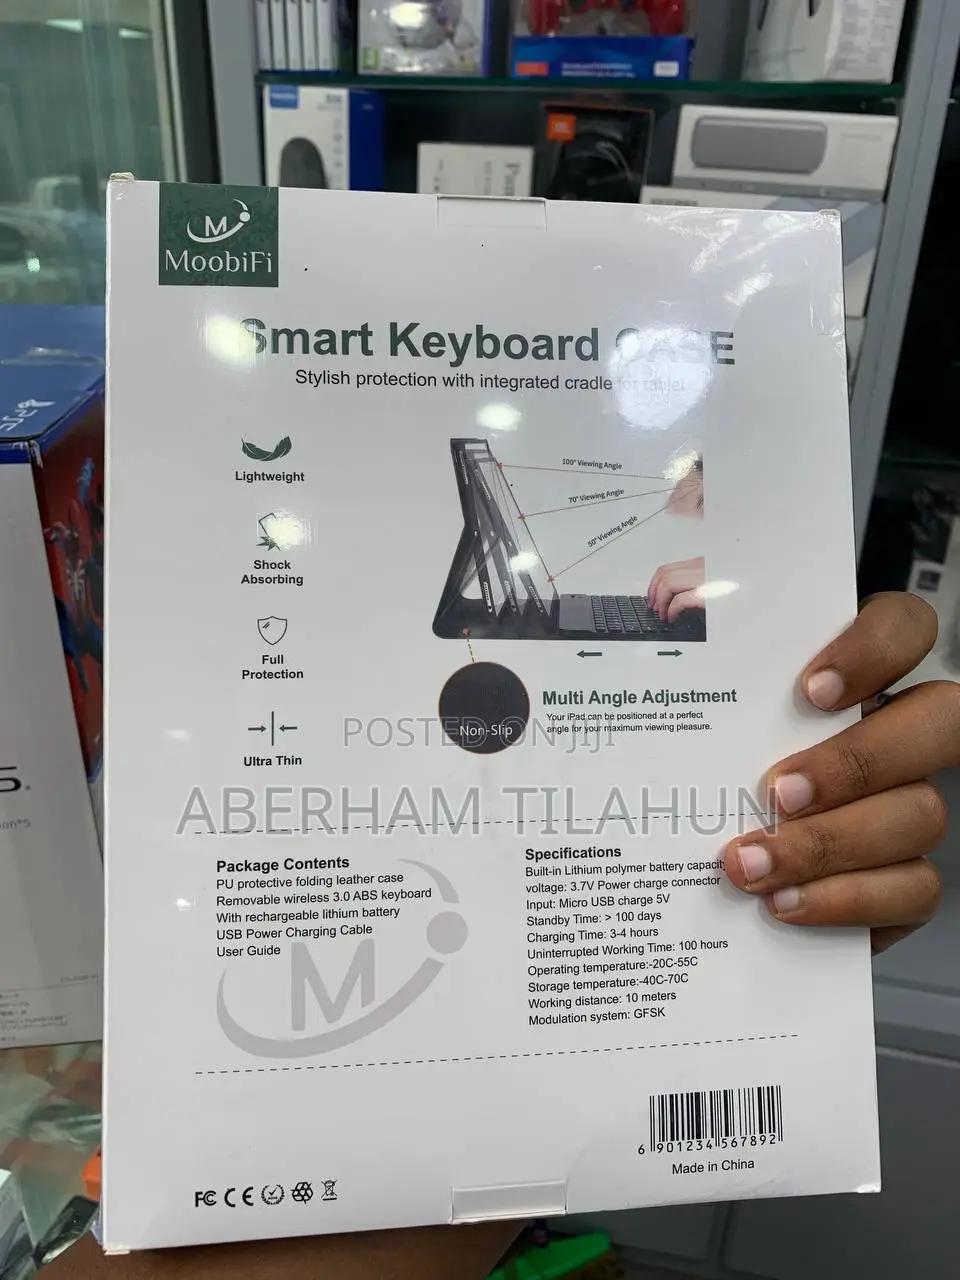 JBL
M
MoobiFi
Smart Keyboard CASE
Stylish protection with integrated cradle for tablet
Lightweight
Shock
Absorbing
Full
Protection
Ultra Thin
100° Viewing Angle
70° Viewing Angle
50° Viewing Angle
Non-Slip
Multi Angle Adjustment
Your iPad can be positioned at a perfect
angle for your maximum viewing pleasure.
POSTED ON JIJI
ABERHAM TILAHUN
Package Contents
PU protective folding leather case
Removable wireless 3.0 ABS keyboard
With rechargeable lithium battery
USB Power Charging Cable
User Guide
M
Specifications
Built-in Lithium polymer battery capacity
voltage: 3.7V Power charge connector
Input: Micro USB charge 5V
Standby Time: > 100 days
Charging Time: 3-4 hours
Uninterrupted Working Time: 100 hours
Operating temperature:-20C-55C
Storage temperature:-40C-70C
Working distance: 10 meters
Modulation system: GFSK
6 901234 567892
Made in China
FC CE